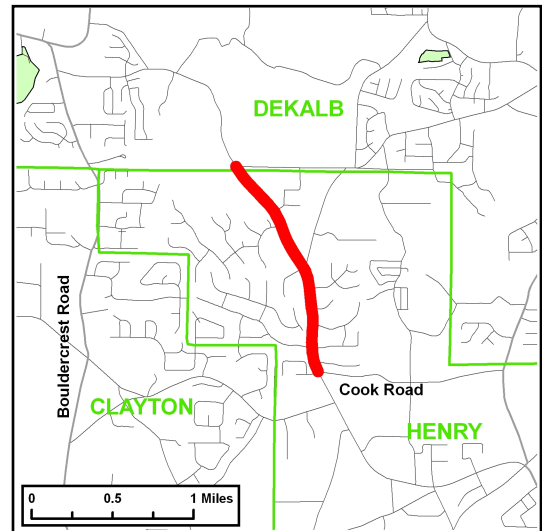 DEKALB
Bouldercrest Road
Cook Road
CLAYTON
HENRY
0 0.5 1 Miles